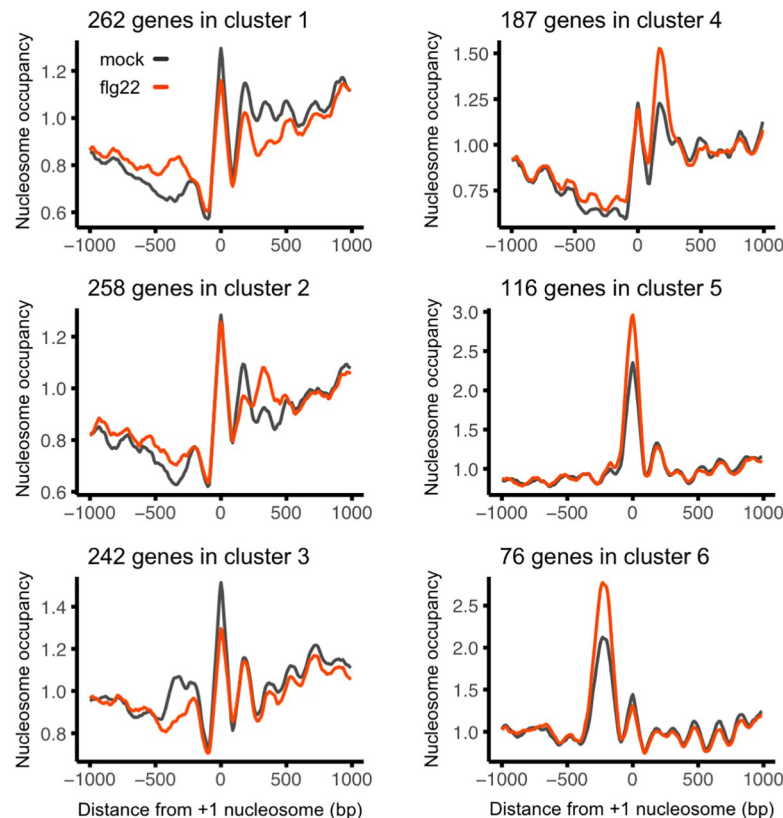 262 genes in cluster 1
Nucleosome occupancy
mock
flg22
1.2
1.0
0.8
0.6
−1000 −500 0 500 1000
187 genes in cluster 4
Nucleosome occupancy
1.50
1.25
1.00
0.75
−1000 −500 0 500 1000
258 genes in cluster 2
Nucleosome occupancy
1.2
1.0
0.8
0.6
−1000 −500 0 500 1000
116 genes in cluster 5
Nucleosome occupancy
3.0
2.5
2.0
1.5
1.0
−1000 −500 0 500 1000
242 genes in cluster 3
Nucleosome occupancy
1.4
1.2
1.0
0.8
−1000 −500 0 500 1000
Distance from +1 nucleosome (bp)
76 genes in cluster 6
Nucleosome occupancy
2.5
2.0
1.5
1.0
−1000 −500 0 500 1000
Distance from +1 nucleosome (bp)